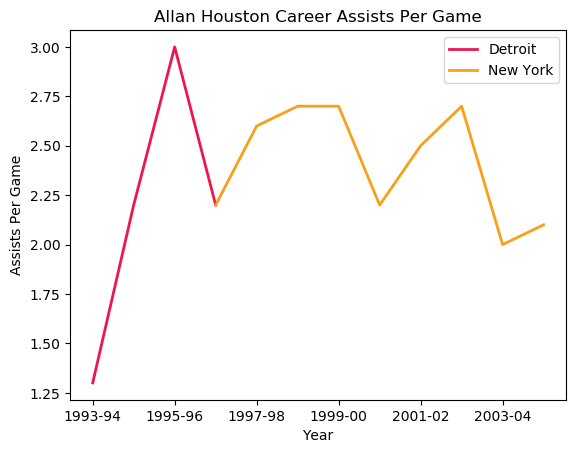 Allan Houston Career Assists Per Game
Detroit
New York
Assists Per Game
3.00
2.75
2.50
2.25
2.00
1.75
1.50
1.25
1993-94 1995-96 1997-98 1999-00 2001-02 2003-04
Year